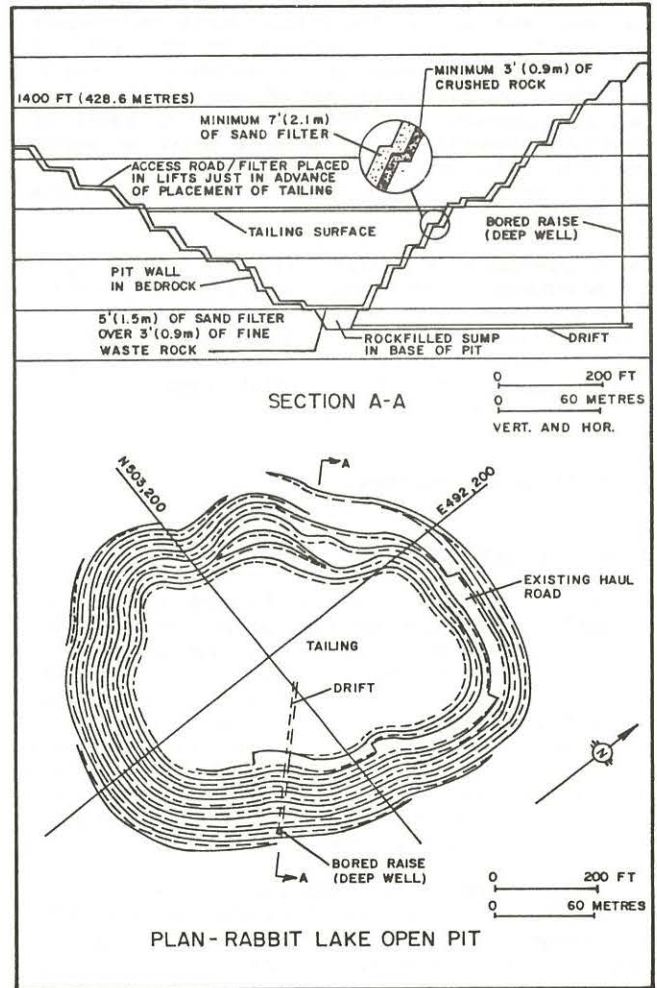 1400 FT (428.6 METRES)
MINIMUM 3' (0.9m) OF
CRUSHED ROCK
MINIMUM 7' (2.1m)
OF SAND FILTER
ACCESS ROAD/FILTER PLACED
IN LIFTS JUST IN ADVANCE
OF PLACEMENT OF TAILING
TAILING SURFACE
BORED RAISE
(DEEP WELL)
PIT WALL
IN BEDROCK
5' (1.5m) OF SAND FILTER
OVER 3' (0.9m) OF FINE
WASTE ROCK
ROCKFILLED SUMP
IN BASE OF PIT
DRIFT
SECTION A-A
0 200 FT
0 60 METRES
VERT. AND HOR.
N503,200
A
E492,200
EXISTING HAUL
ROAD
TAILING
DRIFT
N
BORED RAISE
(DEEP WELL)
A
0 200 FT
0 60 METRES
PLAN-RABBIT LAKE OPEN PIT